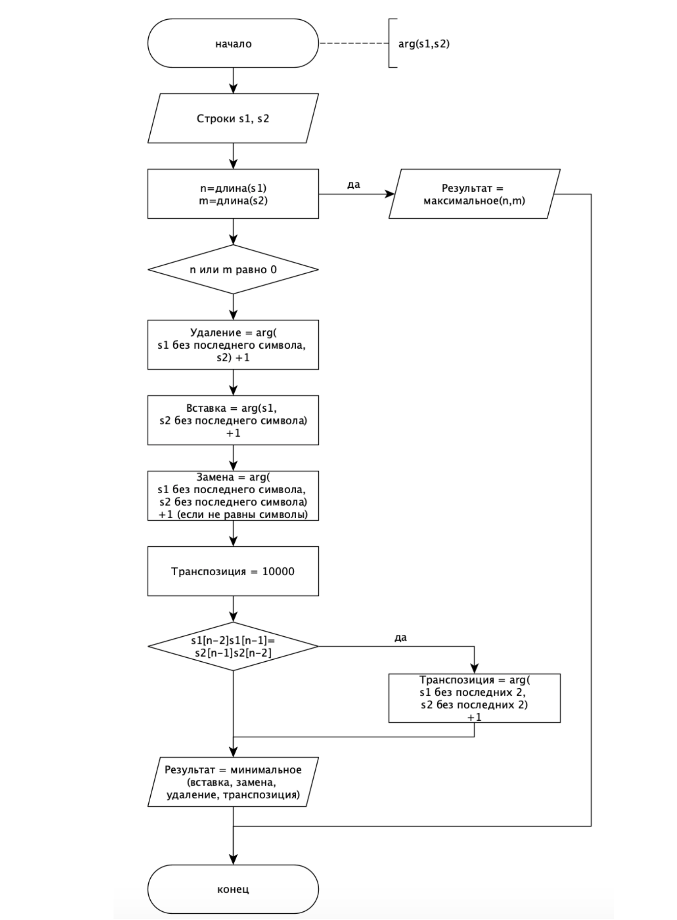 начало
arg(s1,s2)
Строки s1, s2
n=длина(s1)
m=длина(s2)
да
Результат =
максимальное(n,m)
n или m равно 0
Удаление = arg(
s1 без последнего символа,
s2) +1
Вставка = arg(s1,
s2 без последнего символа)
+1
Замена = arg(
s1 без последнего символа,
s2 без последнего символа)
+1 (если не равны символы)
Транспозиция = 10000
s1[n-2]s1[n-1]=
s2[n-1]s2[n-2]
да
Транспозиция = arg(
s1 без последних 2,
s2 без последних 2)
+1
Результат = минимальное
(вставка, замена,
удаление, транспозиция)
конец